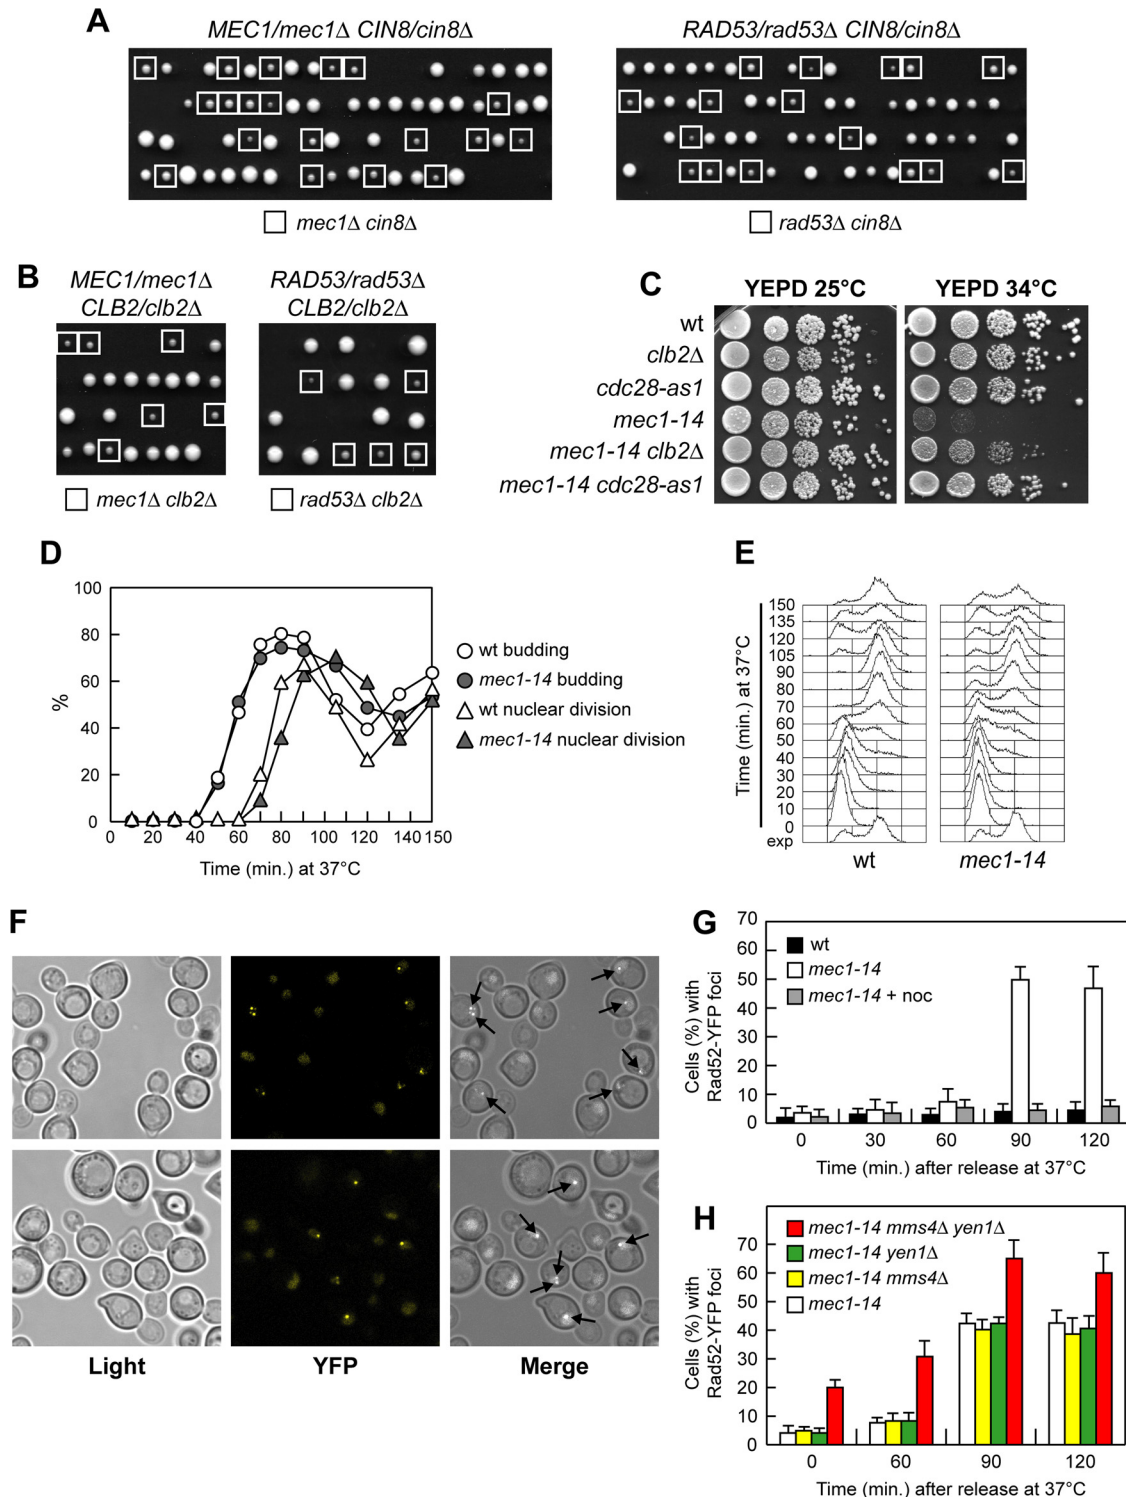 A
MEC1/mec1Δ CIN8/cin8Δ
RAD53/rad53Δ CIN8/cin8Δ
mec1Δ cin8Δ
rad53Δ cin8Δ
B
MEC1/mec1Δ
CLB2/clb2Δ
RAD53/rad53Δ
CLB2/clb2Δ
mec1Δ clb2Δ
rad53Δ clb2Δ
C
YEPD 25°C
YEPD 34°C
wt
clb2Δ
cdc28-as1
mec1-14
mec1-14 clb2Δ
mec1-14 cdc28-as1
D
100
80
60
40
20
0
%
0 20 40 60 80 100 120 140 150
Time (min.) at 37°C
wt budding
mec1-14 budding
wt nuclear division
mec1-14 nuclear division
E
Time (min.) at 37°C
150
135
120
105
90
80
70
60
50
40
30
20
10
0
exp
wt
mec1-14
F
Light
YFP
Merge
G
Cells (%) with
Rad52-YFP foci
70
60
50
40
30
20
10
0
wt
mec1-14
mec1-14 + noc
0 30 60 90 120
Time (min.) after release at 37°C
H
Cells (%) with
Rad52-YFP foci
70
60
50
40
30
20
10
0
mec1-14 mms4Δ yen1Δ
mec1-14 yen1Δ
mec1-14 mms4Δ
mec1-14
0 60 90 120
Time (min.) after release at 37°C